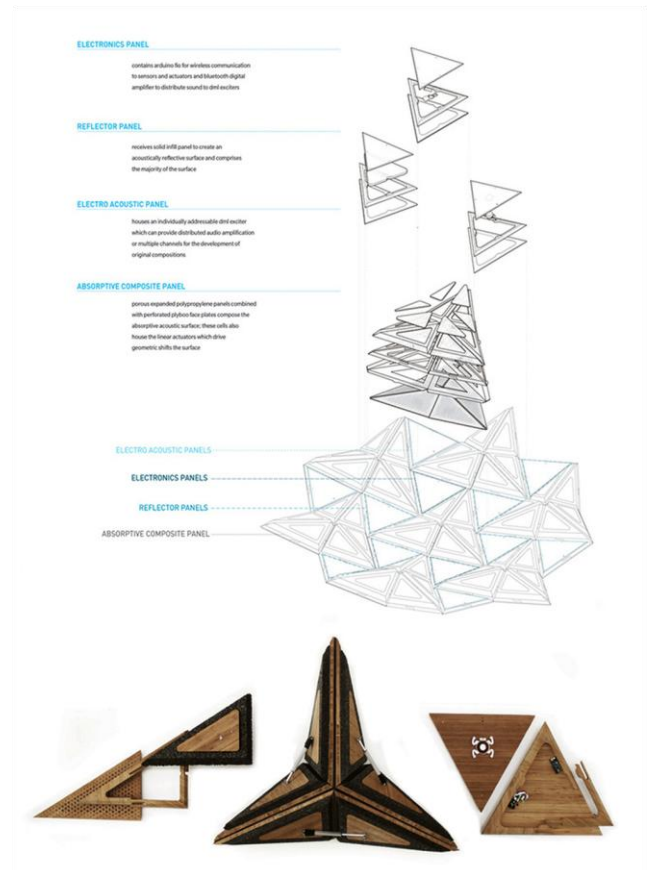 ELECTRONICS PANEL
contains arduino fio for wireless communication
to sensors and actuators and bluetooth digital
amplifier to distribute sound to dml exciters
REFLECTOR PANEL
receives solid infill panel to create an
acoustically reflective surface and comprises
the majority of the surface
ELECTRO ACOUSTIC PANEL
houses an individually addressable dml exciter
which can provide distributed audio amplification
or multiple channels for the development of
original compositions
ABSORPTIVE COMPOSITE PANEL
porous expanded polypropylene panels combined
with perforated plyboo face plates compose the
absorptive acoustic surface; these cells also
house the linear actuators which drive
geometric shifts the surface
ELECTRO ACOUSTIC PANELS
ELECTRONICS PANELS
REFLECTOR PANELS
ABSORPTIVE COMPOSITE PANEL